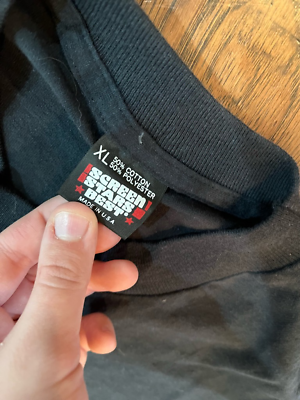 XL
50% COTTON
50% POLYESTER
SCREEN
STARS
BEST
MADE IN U.S.A.